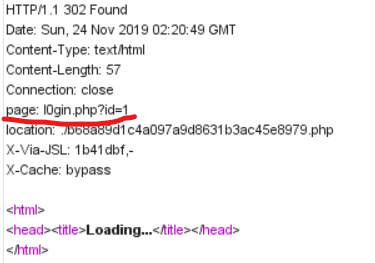 HTTP/1.1 302 Found
Date: Sun, 24 Nov 2019 02:20:49 GMT
Content-Type: text/html
Content-Length: 57
Connection: close
page: l0gin.php?id=1
location: ./b68a89d1c4a097a9d8631b3ac45e8979.php
X-Via-JSL: 1b41dbf,-
X-Cache: bypass
<html>
<head><title>Loading...</title></head>
</html>